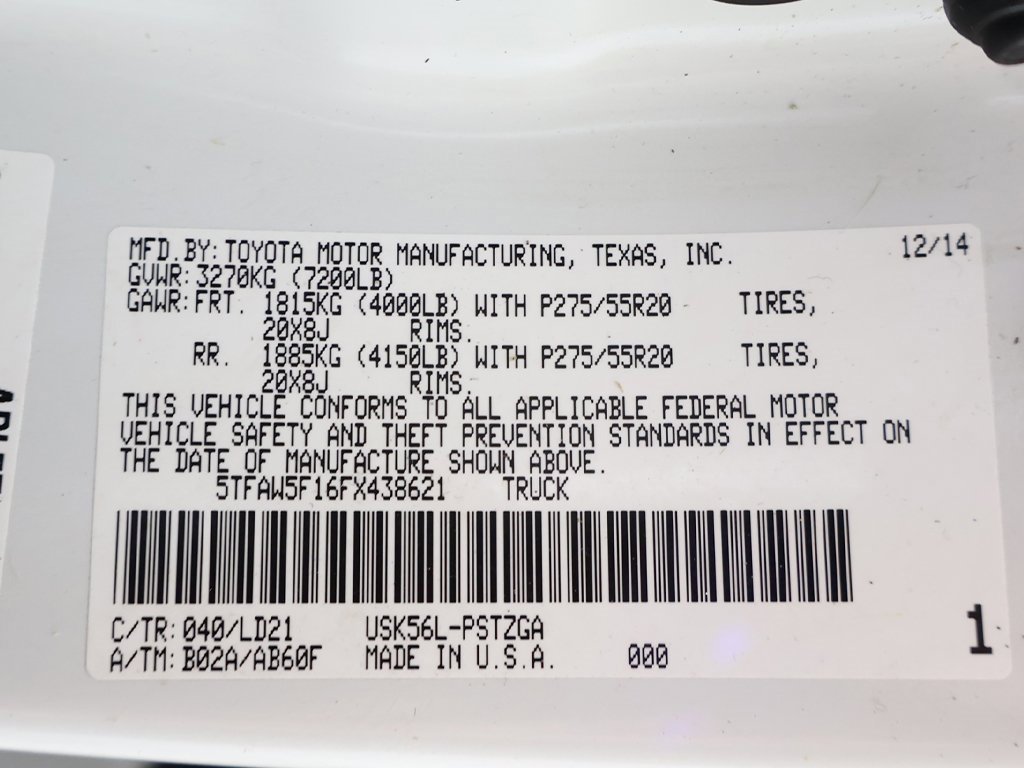 MFD.BY: TOYOTA MOTOR MANUFACTURING, TEXAS, INC. 12/14
GVWR: 3270KG (7200LB)
GAWR: FRT. 1815KG (4000LB) WITH P275/55R20 TIRES,
20X8J RIMS.
RR. 1885KG (4150LB) WITH P275/55R20 TIRES,
20X8J RIMS.
THIS VEHICLE CONFORMS TO ALL APPLICABLE FEDERAL MOTOR
VEHICLE SAFETY AND THEFT PREVENTION STANDARDS IN EFFECT ON
THE DATE OF MANUFACTURE SHOWN ABOVE.
5TFAW5F16FX438621 TRUCK
C/TR: 040/LD21 USK56L-PSTZGA
A/TM: B02A/AB60F MADE IN U.S.A. 000
1